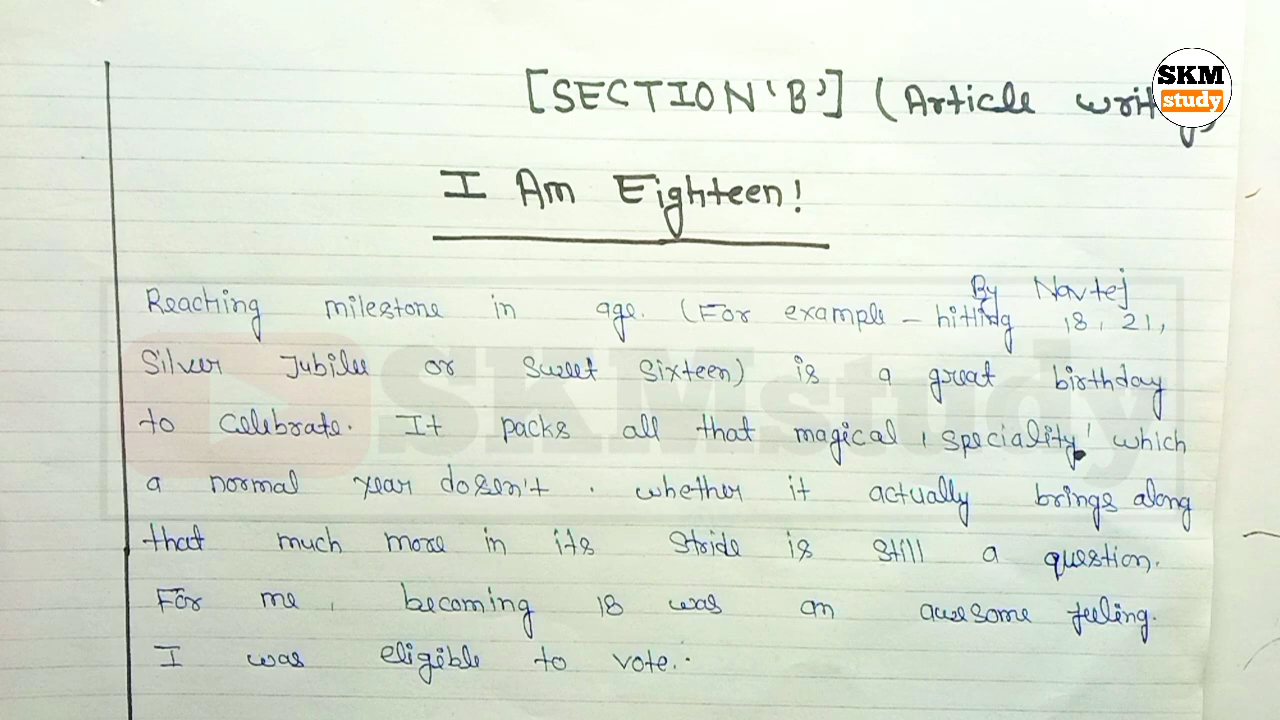 [SECTION 'B'] (Article writ
SKM
study
I Am Eighteen!
By Navtej
Reaching milestone in age. (For example - hitting 18, 21,
Silver Jubilee or Sweet Sixteen) is a great birthday
to celebrate. It packs all that magical 'speciality' which
a normal year dosen't. whether it actually brings along
that much more in its stride is still a question.
For me, becoming 18 was an awesome feeling.
I was eligible to vote.
SKMstudy